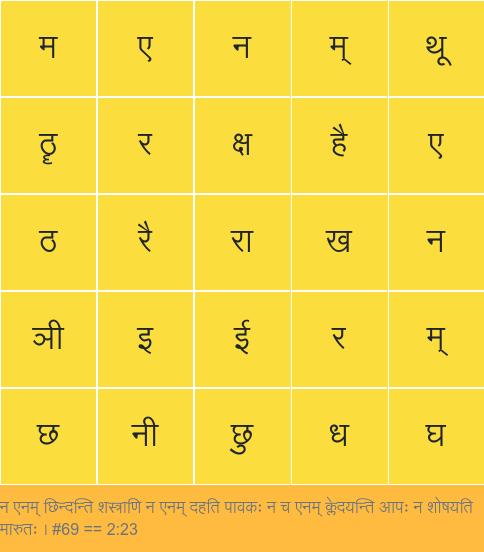 म ए न म् थू
ठॄ र क्ष है ए
ठ रै रा ख न
ञी इ ई र म्
छ नी छु ध घ
न एनम् छिन्दन्ति शस्त्राणि न एनम् दहति पावकः न च एनम् क्लेदयन्ति आपः न शोषयति
मारुतः । #69 == 2:23